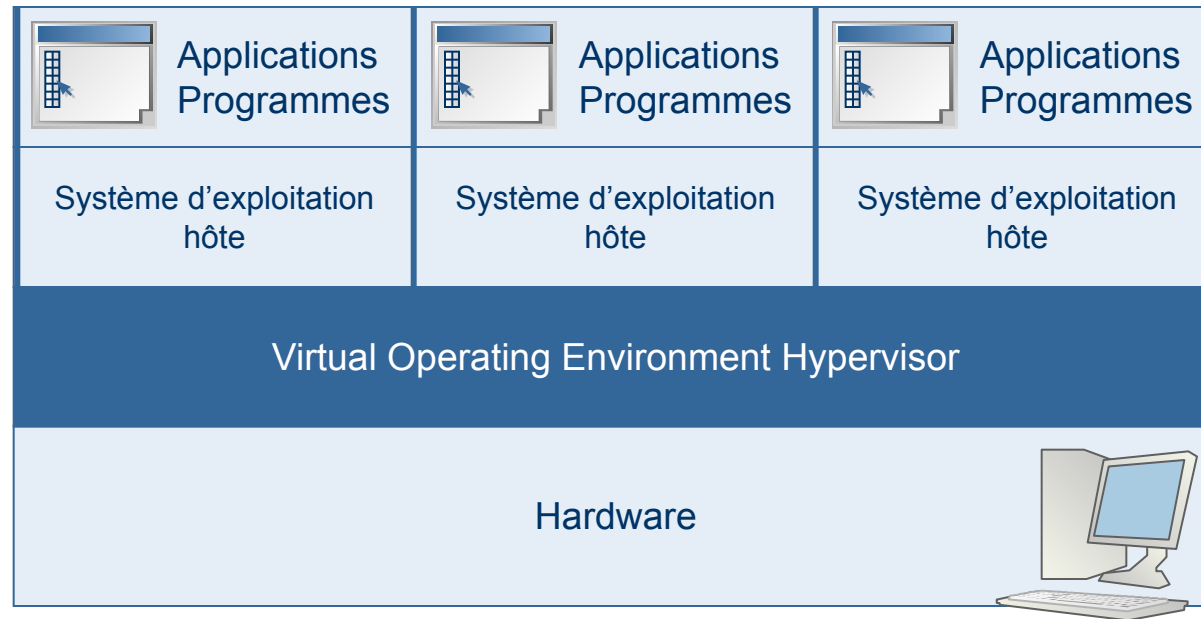 Applications
Programmes
Applications
Programmes
Applications
Programmes
Système d’exploitation
hôte
Système d’exploitation
hôte
Système d’exploitation
hôte
Virtual Operating Environment Hypervisor
Hardware